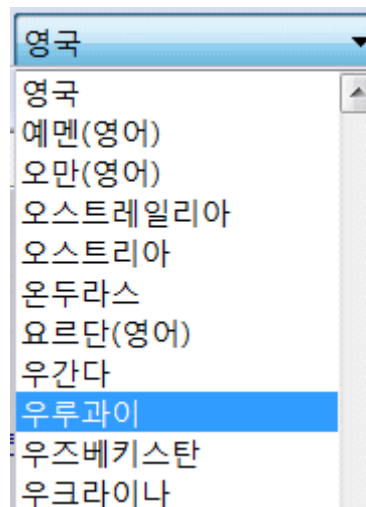 영국
영국
예멘(영어)
오만(영어)
오스트레일리아
오스트리아
온두라스
요르단(영어)
우간다
우루과이
우즈베키스탄
우크라이나